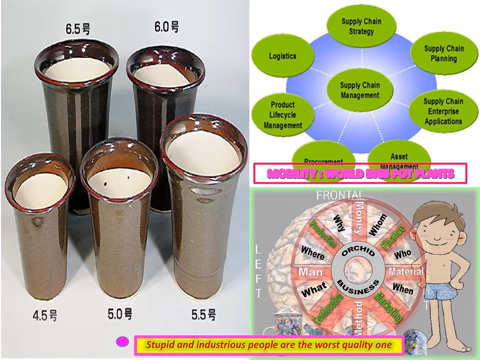 6.5号
6.0号
4.5号
5.0号
5.5号
Supply Chain
Strategy
Logistics
Supply Chain
Planning
Supply Chain
Management
Product
Lifecycle
Management
Supply Chain
Enterprise
Applications
Procurement
Asset
MOBILITY : WORLD
POT PLANTS
FRONTAL
LEFT
Money
Why
Whom
Where
Who
ORCHID
BUSINESS
Man
Material
What
When
Method
Marketing
Stupid and industrious people are the worst quality one